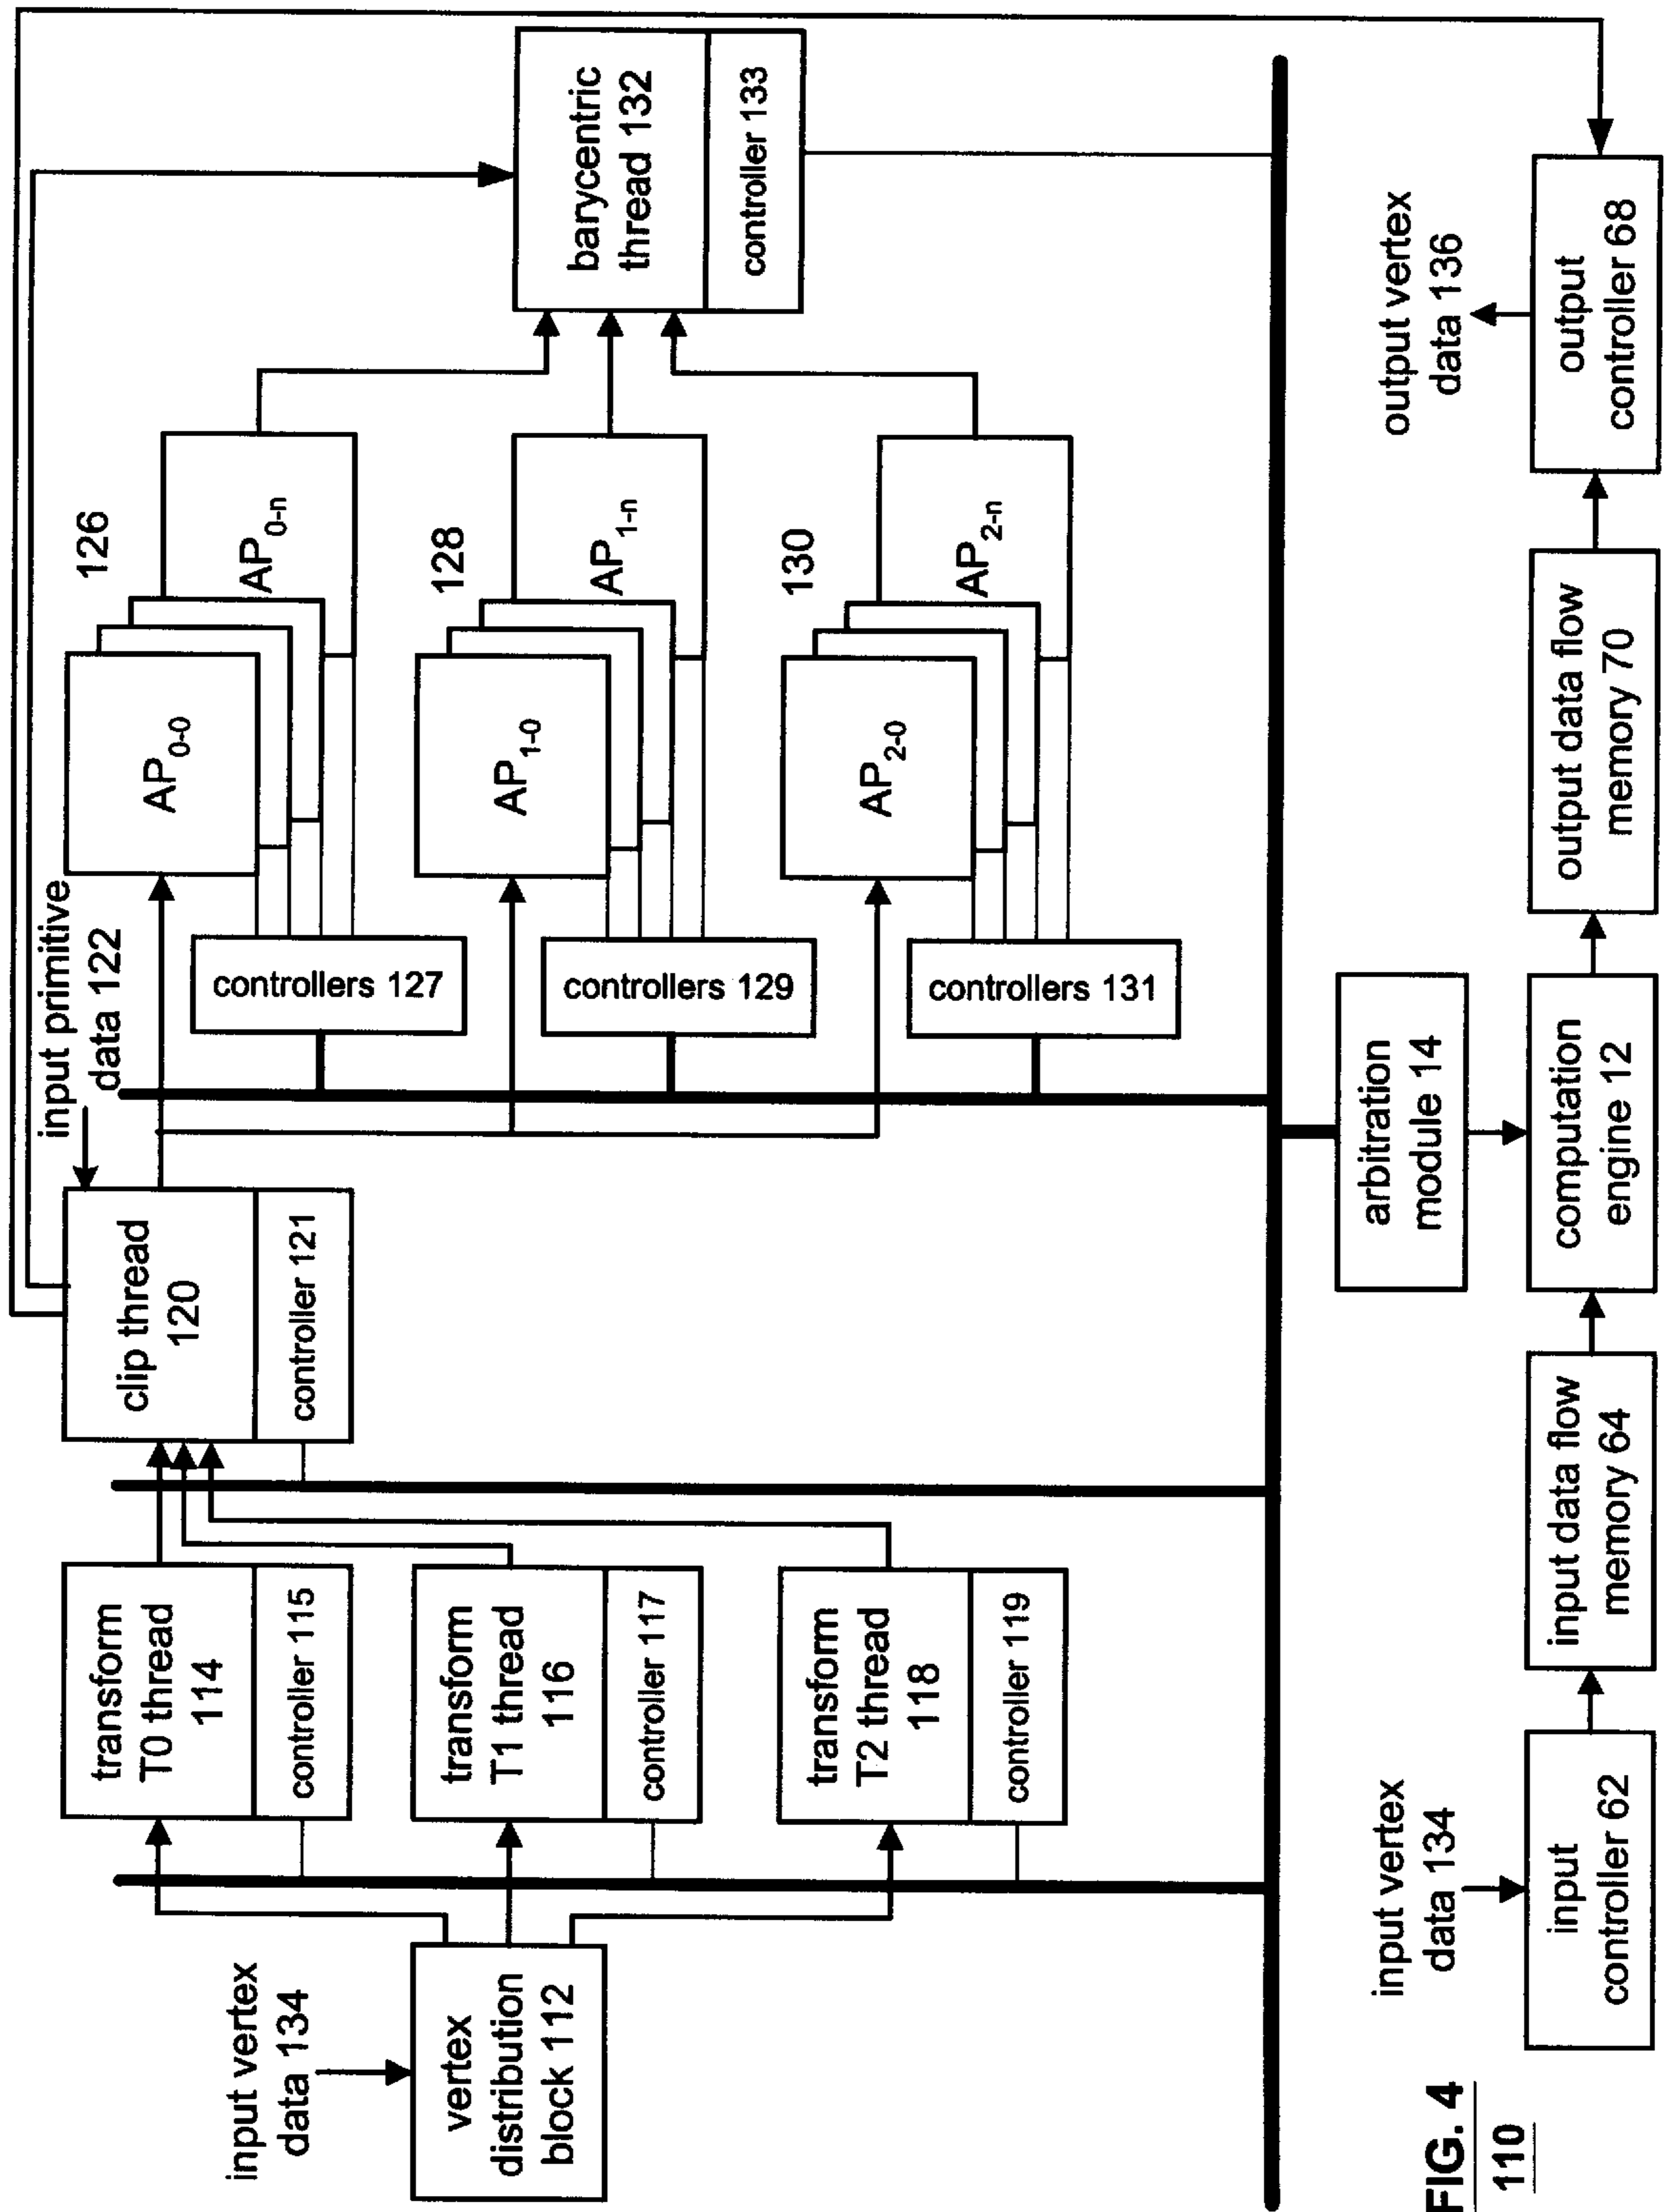 input vertex
data 134
vertex
distribution
block 112
transform
T0 thread
114
controller 115
transform
T1 thread
116
controller 117
transform
T2 thread
118
controller 119
clip thread
120
controller 121
input primitive
data 122
AP0-0
AP0-n
126
controllers 127
AP1-0
AP1-n
128
controllers 129
AP2-0
AP2-n
130
controllers 131
barycentric
thread 132
controller 133
arbitration
module 14
input vertex
data 134
input
controller 62
input data flow
memory 64
computation
engine 12
output data flow
memory 70
output
controller 68
output vertex
data 136
FIG. 4
110